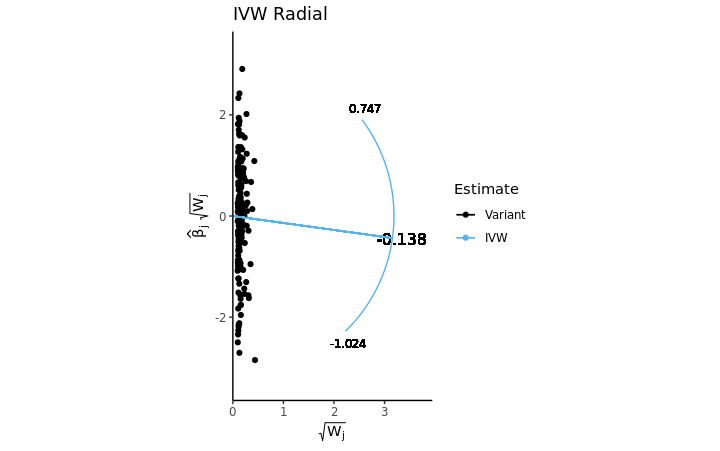 IVW Radial
β̂j √Wj
2
0
-2
0.747
-0.138
-1.024
0 1 2 3
√Wj
Estimate
Variant
IVW